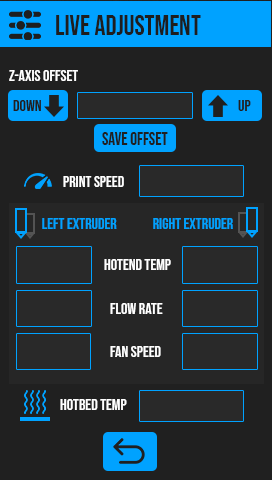 LIVE ADJUSTMENT
Z-AXIS OFFSET
DOWN UP
SAVE OFFSET
PRINT SPEED
LEFT EXTRUDER RIGHT EXTRUDER
HOTEND TEMP
FLOW RATE
FAN SPEED
HOTBED TEMP